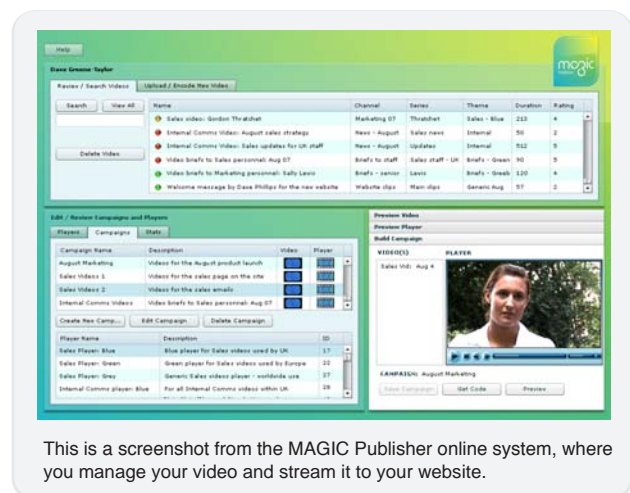 Help
magic
Dave Greene-Taylor
Review / Search Videos Upload / Encode New Video
Search View All Name Channel Series Theme Duration Rating
Sales video: Gordon Thratchet Marketing 07 Thratchet Sales - Blue 213 4
Internal Comms Video: August sales strategy News - August Sales news Internal 50 2
Internal Comms Video: Sales updates for UK staff News - August Updates Internal 512 5
Delete Video
Video briefs to Sales personnel: Aug 07 Briefs to staff Sales staff - UK Briefs - Green 90 5
Video briefs to Marketing personnel: Sally Lewis Briefs - senior Lewis Briefs - Greeb 120 4
Welcome message by Dave Phillips for the new website Website clips Main clips Generic Aug 57 2
Edit / Review Campaigns and Players
Players Campaigns Stats
Campaign Name Description Video Player
August Marketing Videos for the August product launch
Sales Videos 1 Videos for the sales page on the site
Sales Videos 2 Videos for the sales emails
Internal Comms Videos Video briefs to Sales personnel: Aug 07
Create New Camp... Edit Campaign Delete Campaign
Player Name Description ID
Sales Player: Blue Blue player for Sales videos used by UK 17
Sales Player: Green Green player for Sales videos used by Europe 22
Sales Player: Grey Generic Sales video player - worldwide use 27
Internal Comms player: Blue For all Internal Comms videos within UK 28
Preview Video
Preview Player
Build Campaign
VIDEO(S) PLAYER
Sales Vid: Aug 4
CAMPAIGN: August Marketing
Save Campaign Get Code Preview
This is a screenshot from the MAGIC Publisher online system, where
you manage your video and stream it to your website.